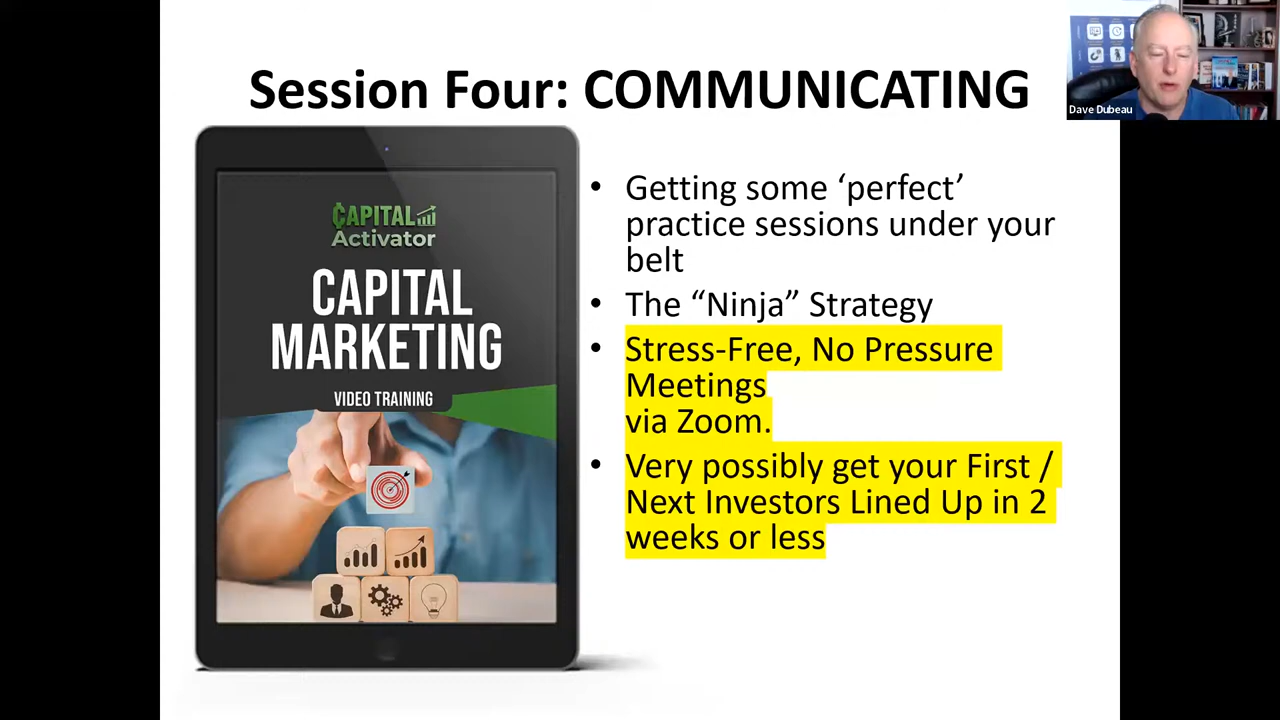 Session Four: COMMUNICATING
Dave Dubeau
CAPITAL
Activator
CAPITAL
MARKETING
VIDEO TRAINING
• Getting some ‘perfect’
practice sessions under your
belt
• The “Ninja” Strategy
• Stress-Free, No Pressure
Meetings
via Zoom.
• Very possibly get your First /
Next Investors Lined Up in 2
weeks or less